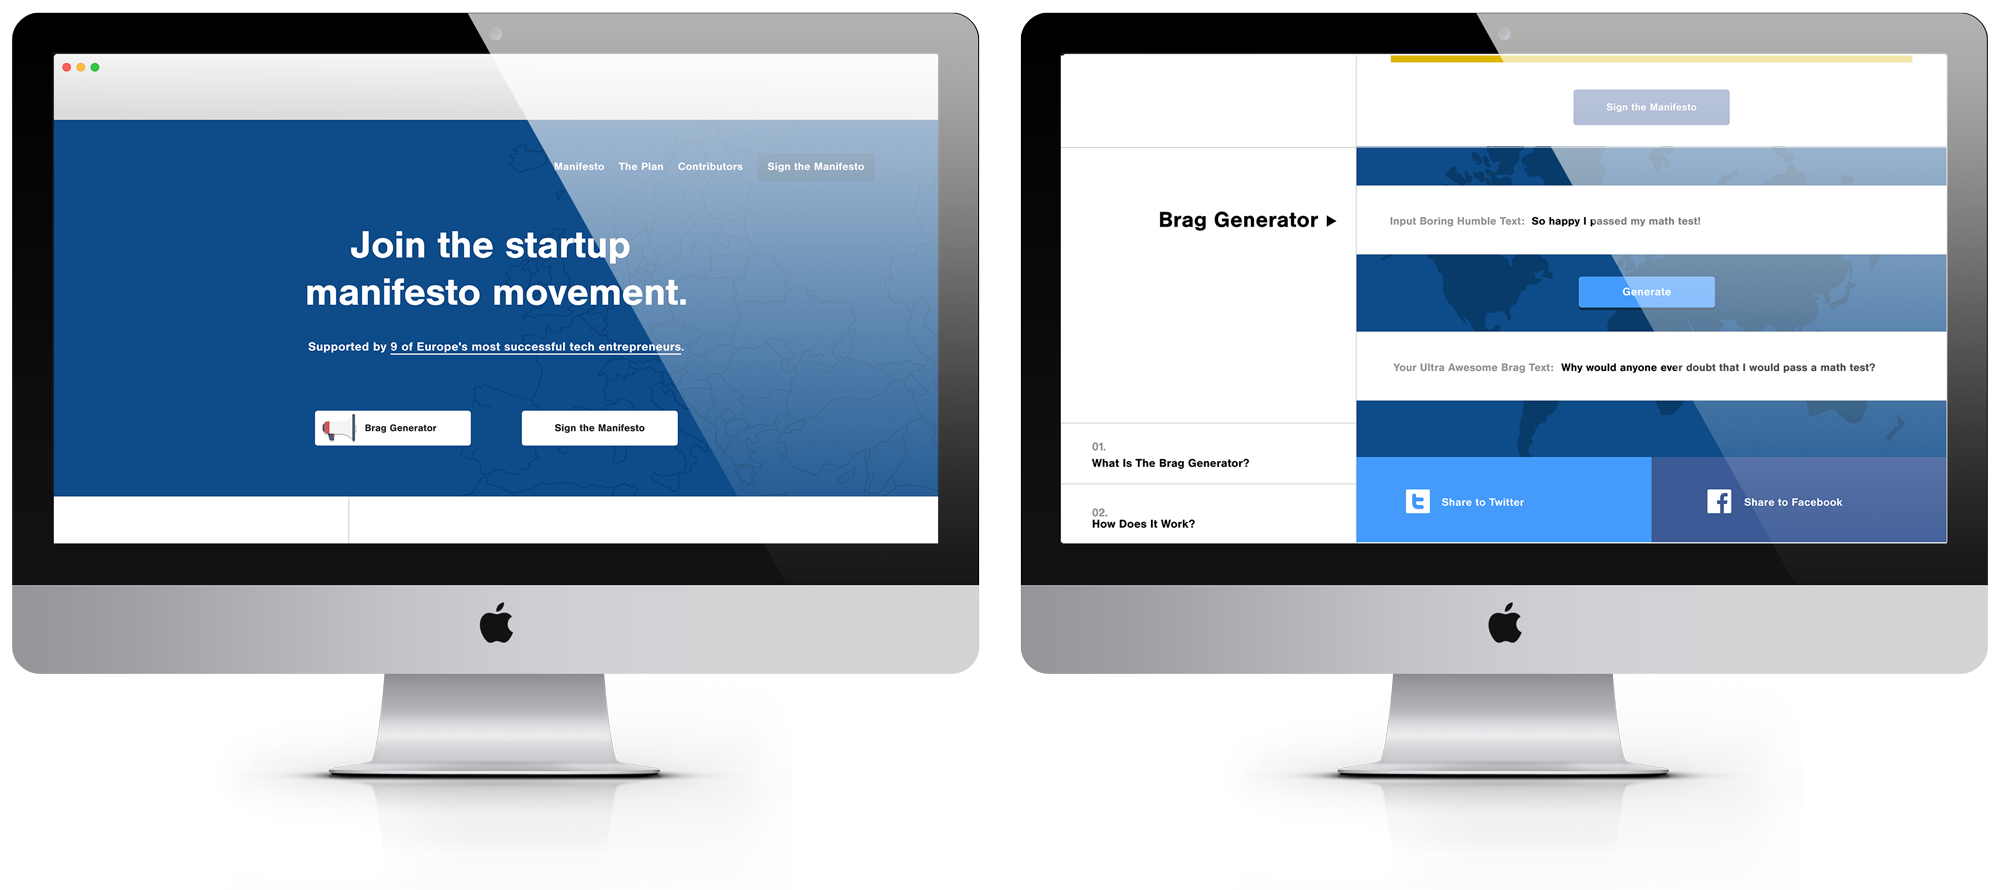 Manifesto The Plan Contributors Sign the Manifesto
Join the startup
manifesto movement.
Supported by 9 of Europe's most successful tech entrepreneurs.
Brag Generator
Sign the Manifesto
Sign the Manifesto
Brag Generator
Input Boring Humble Text: So happy I passed my math test!
Generate
Your Ultra Awesome Brag Text: Why would anyone ever doubt that I would pass a math test?
01.
What Is The Brag Generator?
02.
How Does It Work?
Share to Twitter
Share to Facebook